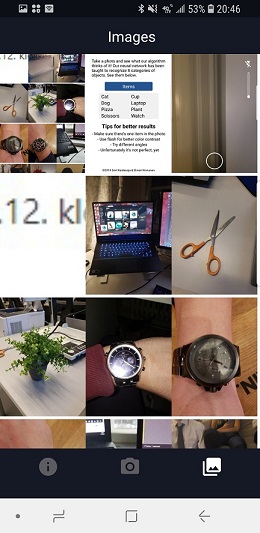 53% 20:46
Images
.12. kl
Take a photo and see what our algorithm
thinks of it! Our neural network has been
taught to recognize 8 categories of
objects. See them below.
Items
Cat Cup
Dog Laptop
Pizza Plant
Scissors Watch
Tips for better results
- Make sure there's one item in the photo
- Use flash for better color contrast
- Try different angles
- Unfortunately it's not perfect, yet
.12. kl